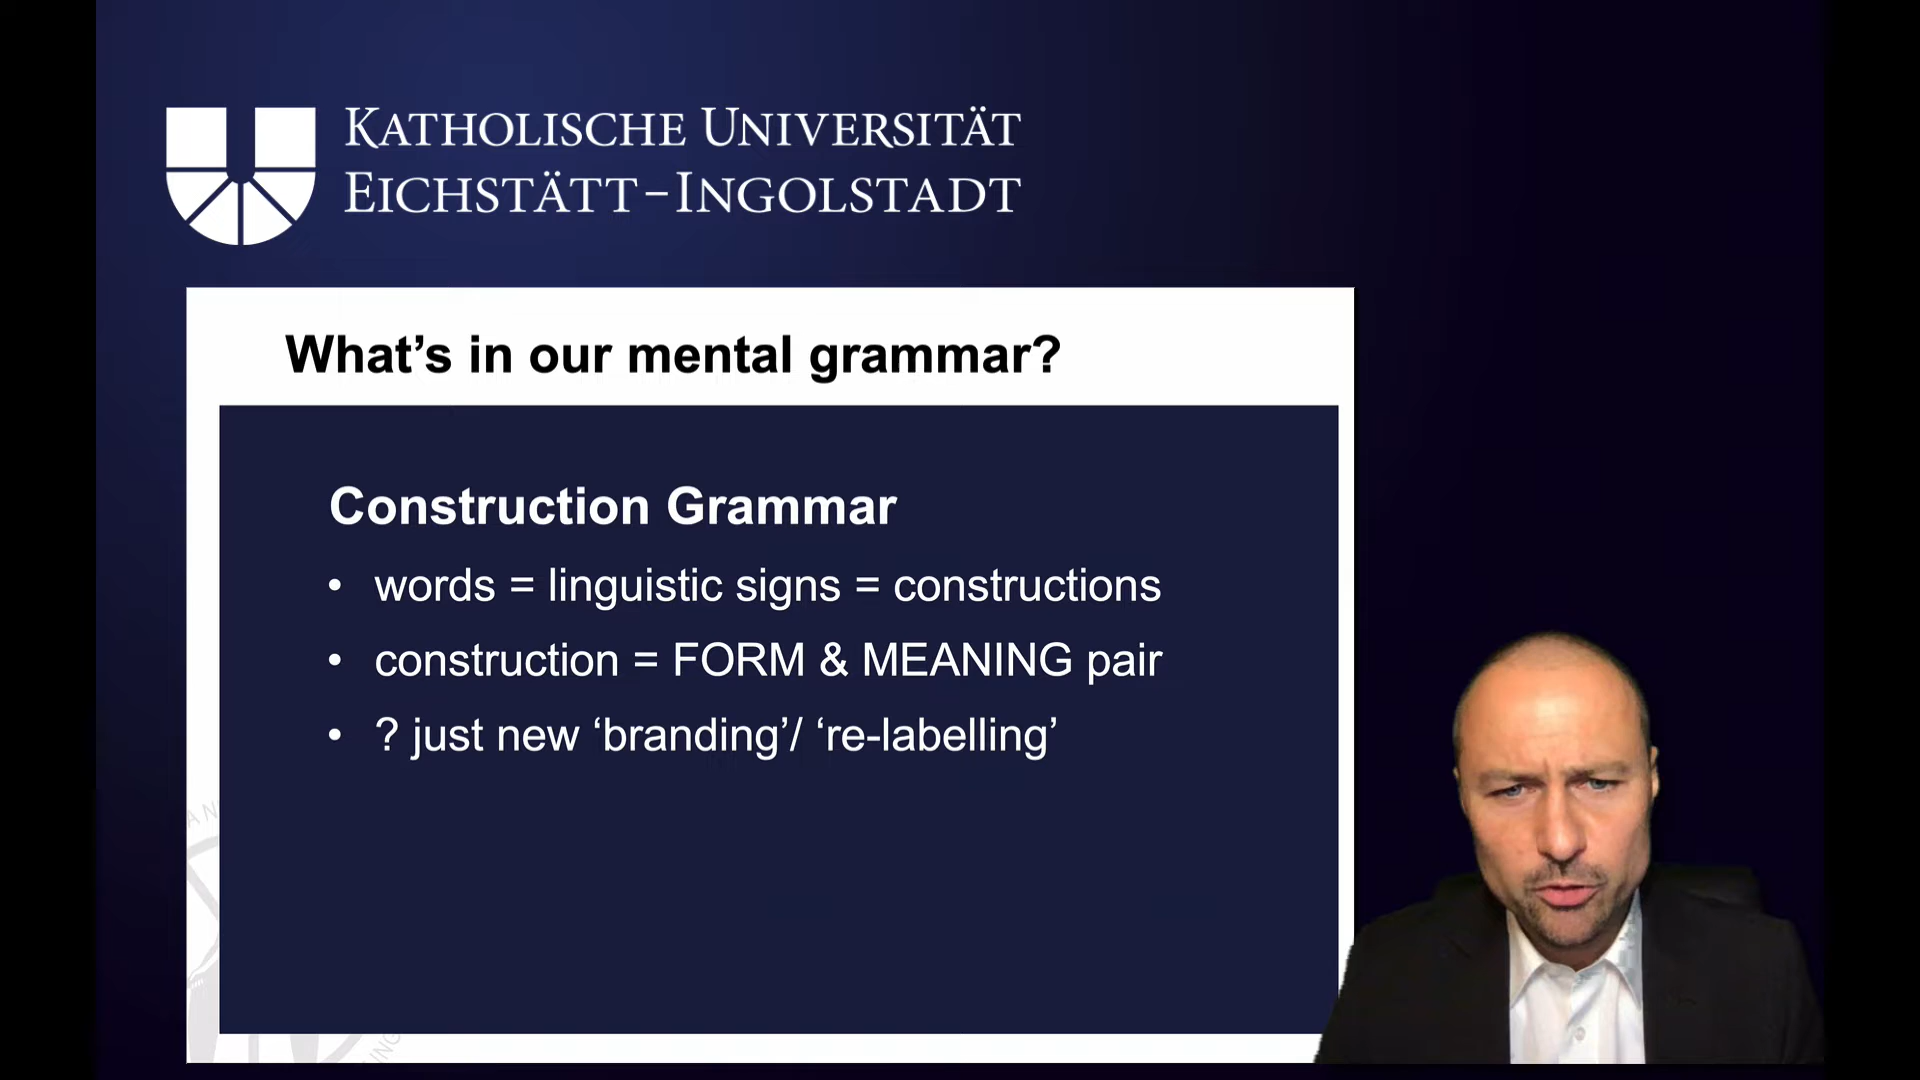 KATHOLISCHE UNIVERSITÄT
EICHSTÄTT–INGOLSTADT
What’s in our mental grammar?
Construction Grammar
• words = linguistic signs = constructions
• construction = FORM & MEANING pair
• ? just new ‘branding’/ ‘re-labelling’